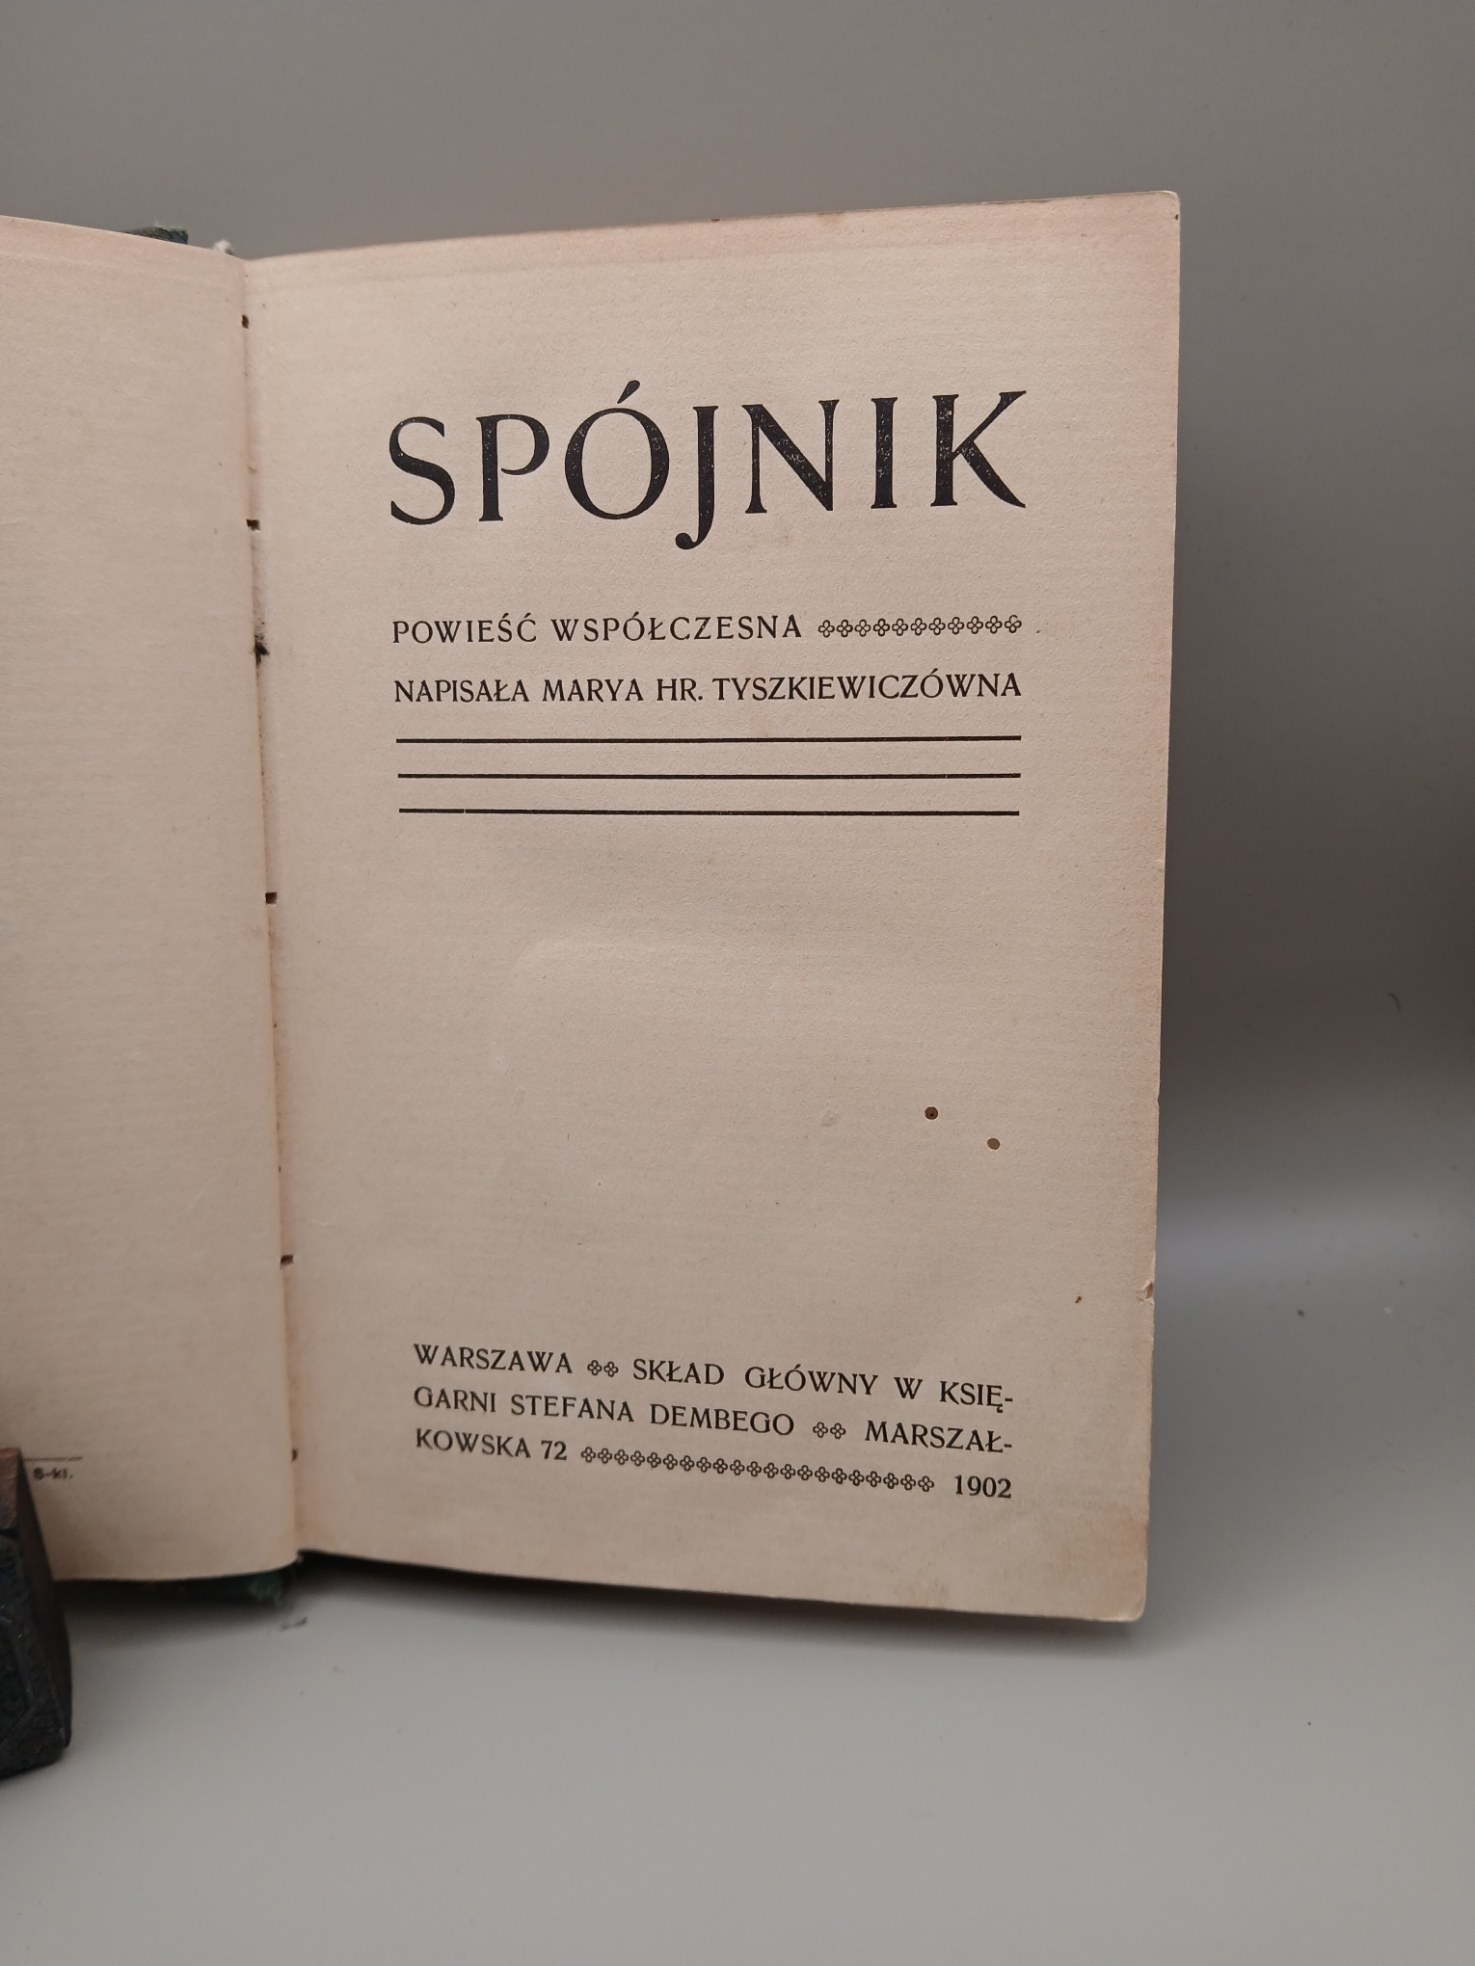 SPÓJNIK
POWIEŚĆ WSPÓŁCZESNA
NAPISAŁA MARYA HR. TYSZKIEWICZÓWNA
WARSZAWA SKŁAD GŁÓWNY W KSIĘ-
GARNI STEFANA DEMBEGO MARSZAŁ-
KOWSKA 72 1902